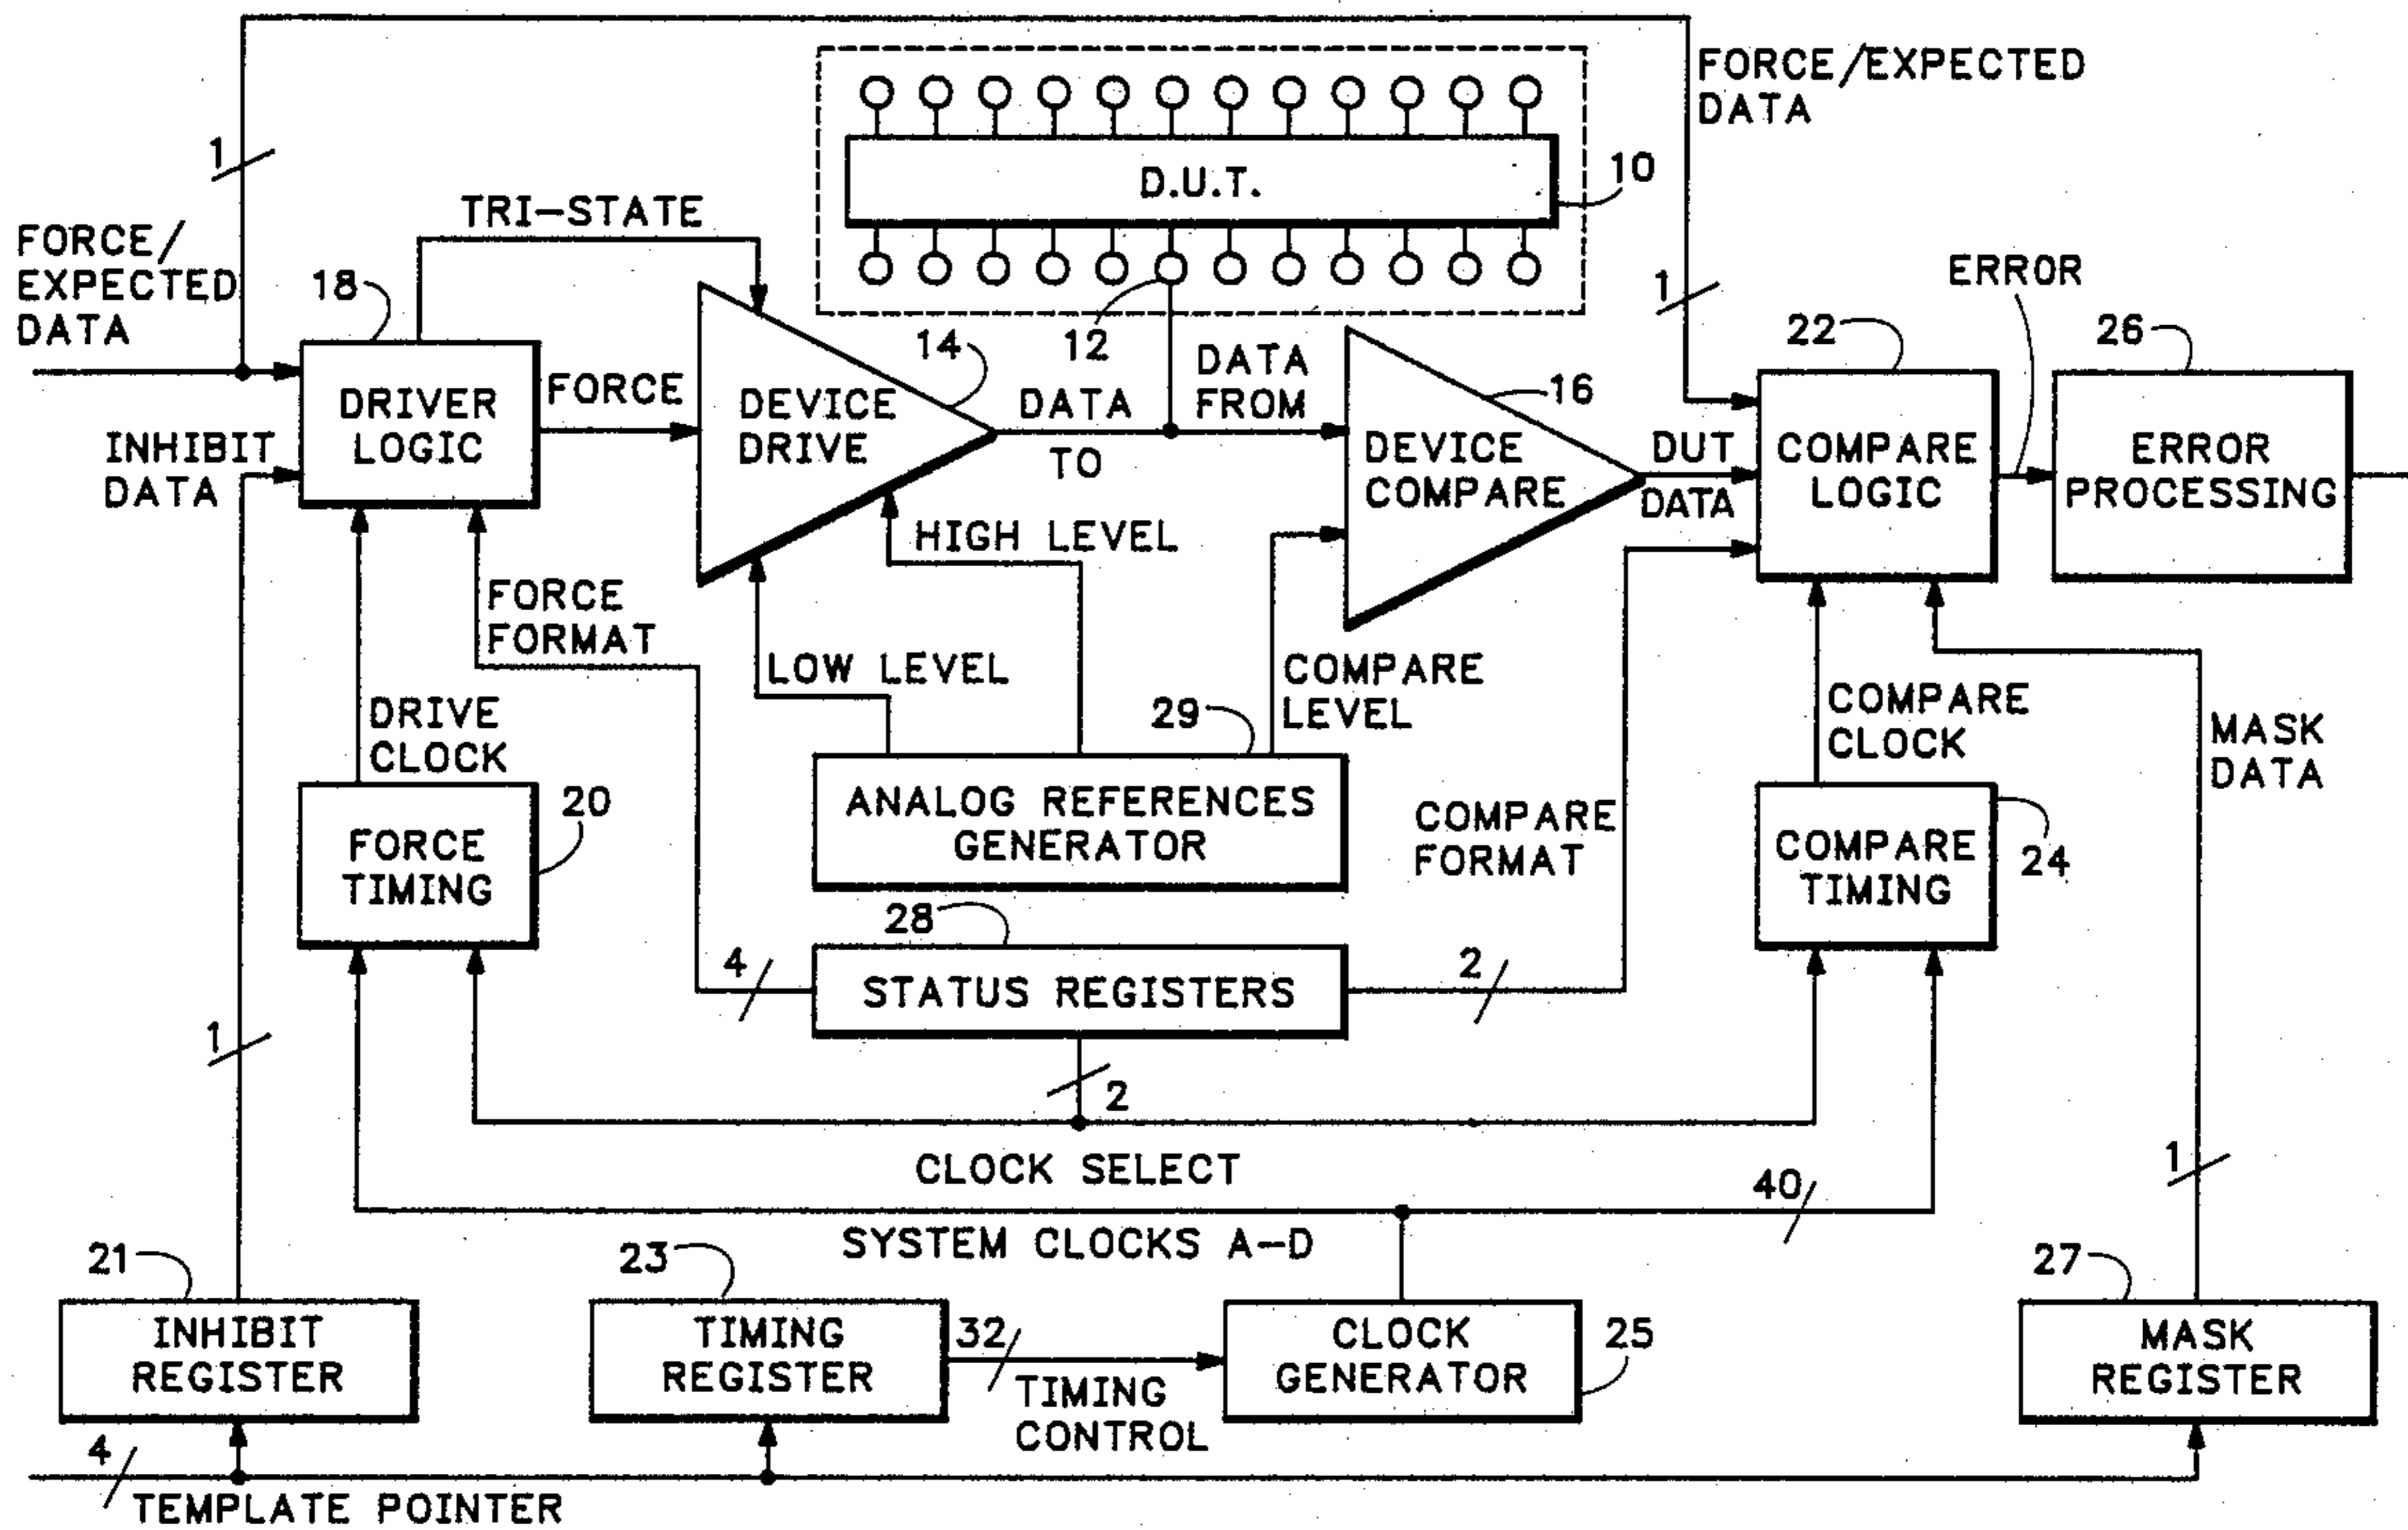 FORCE/EXPECTED
DATA
1
D.U.T.
10
TRI-STATE
FORCE/
EXPECTED
DATA
18
1
ERROR
12
14
DATA
FROM
16
22
26
DRIVER
LOGIC
FORCE
DEVICE
DRIVE
DATA
TO
DEVICE
COMPARE
DUT
DATA
COMPARE
LOGIC
ERROR
PROCESSING
INHIBIT
DATA
HIGH LEVEL
FORCE
FORMAT
LOW LEVEL
COMPARE
LEVEL
DRIVE
CLOCK
29
COMPARE
CLOCK
MASK
DATA
20
FORCE
TIMING
ANALOG REFERENCES
GENERATOR
COMPARE
FORMAT
COMPARE
TIMING
24
28
4
STATUS REGISTERS
2
1
2
CLOCK SELECT
40
1
SYSTEM CLOCKS A-D
21
23
27
INHIBIT
REGISTER
TIMING
REGISTER
32
TIMING
CONTROL
CLOCK
GENERATOR
25
MASK
REGISTER
4
TEMPLATE POINTER